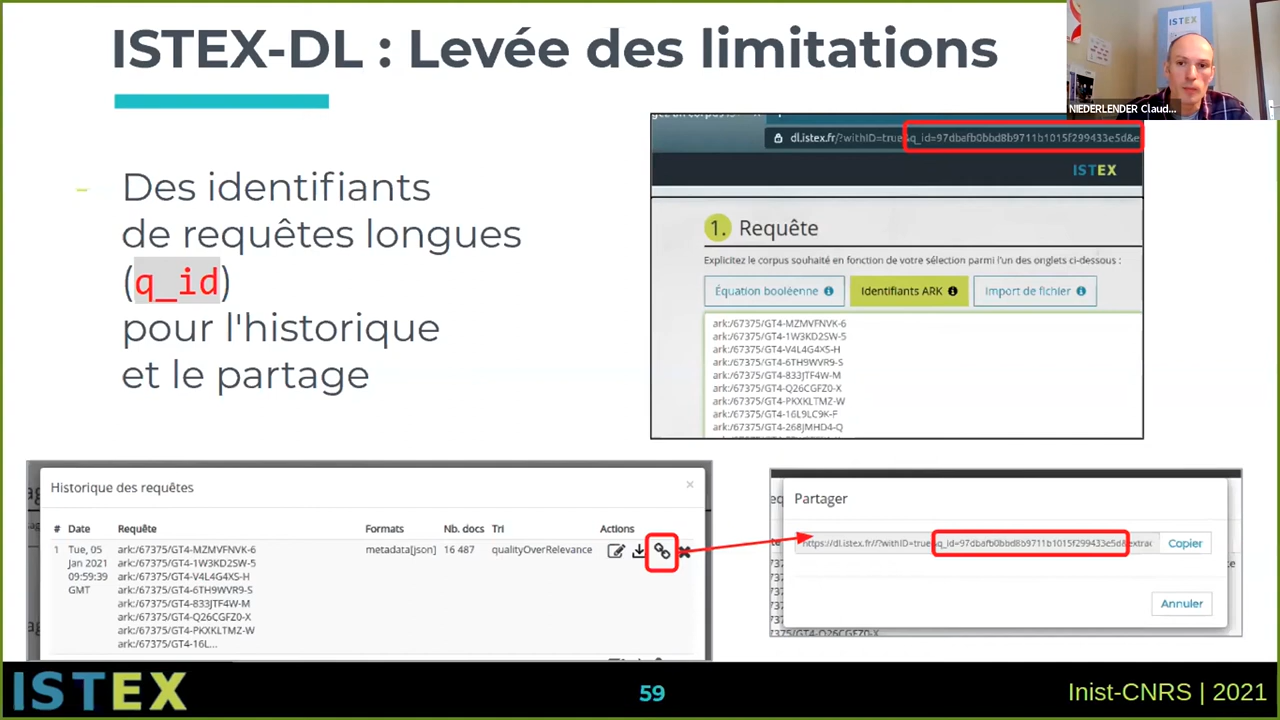 ISTEX-DL : Levée des limitations
ISTEX
NIEDERLENDER Claud...
- Des identifiants
de requêtes longues
(q_id)
pour l'historique
et le partage
dl.istex.fr/?withID=true&q_id=97dbafb0bbd8b9711b1015f299433e5d&e
ISTEX
1. Requête
Explicitez le corpus souhaité en fonction de votre sélection parmi l'un des onglets ci-dessous :
Équation booléenne
Identifiants ARK
Import de fichier
ark:/67375/GT4-MZMVFNVK-6
ark:/67375/GT4-1W3KD2SW-5
ark:/67375/GT4-V4L4G4XS-H
ark:/67375/GT4-6TH9WVR9-S
ark:/67375/GT4-833JTF4W-M
ark:/67375/GT4-Q26CGFZ0-X
ark:/67375/GT4-PKXKLTMZ-W
ark:/67375/GT4-16L9LC9K-F
ark:/67375/GT4-268JMHD4-Q
Historique des requêtes ×
# Date Requête Formats Nb. docs Tri Actions
1 Tue, 05 ark:/67375/GT4-MZMVFNVK-6 metadata[json] 16 487 qualityOverRelevance
Jan 2021 ark:/67375/GT4-1W3KD2SW-5
09:59:39 ark:/67375/GT4-V4L4G4XS-H
GMT ark:/67375/GT4-6TH9WVR9-S
ark:/67375/GT4-833JTF4W-M
ark:/67375/GT4-Q26CGFZ0-X
ark:/67375/GT4-PKXKLTMZ-W
ark:/67375/GT4-16L...
Partager
https://dl.istex.fr//?withID=true&q_id=97dbafb0bbd8b9711b1015f299433e5d&extrac
Copier
Annuler
ISTEX
59
Inist-CNRS | 2021